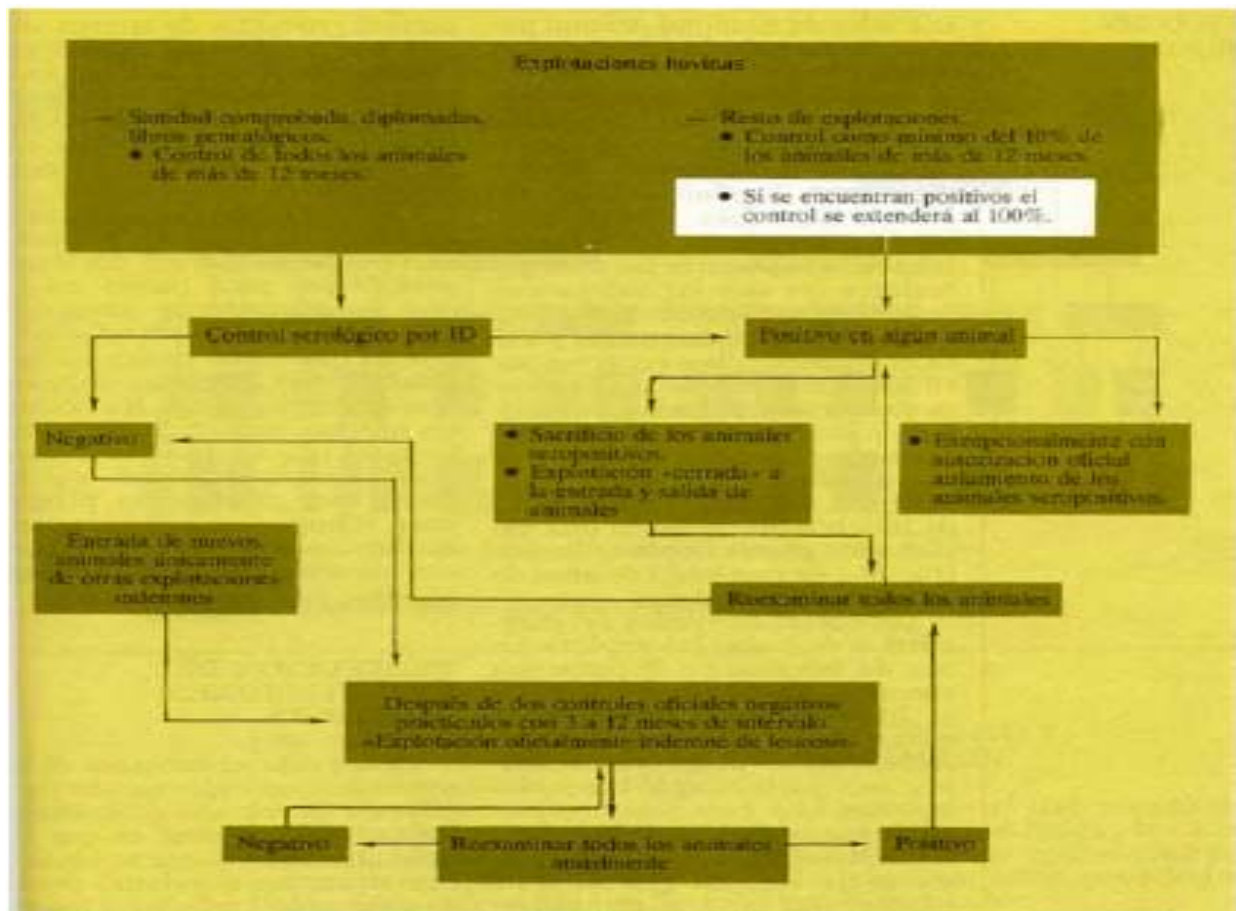 Explotaciones bovinas
— Sanidad comprobada, diplomadas,
libros genealógicos.
• Control de todos los animales
de más de 12 meses.
— Resto de explotaciones:
• Control como mínimo del 10% de
los animales de más de 12 meses.
• Si se encuentran positivos el
control se extenderá al 100%.
Control serológico por ID
Positivo en algún animal
Negativo
• Sacrificio de los animales
seropositivos.
• Explotación «cerrada» a
la entrada y salida de
animales
• Excepcionalmente con
autorización oficial
aislamiento de los
animales seropositivos.
Entrada de nuevos
animales únicamente
de otras explotaciones
indemnes
Reexaminar todos los animales
Después de dos controles oficiales negativos
practicados con 3 a 12 meses de intérvalo
«Explotación oficialmente indemne de leucosis»
Negativo
Reexaminar todos los animales
anualmente
Positivo